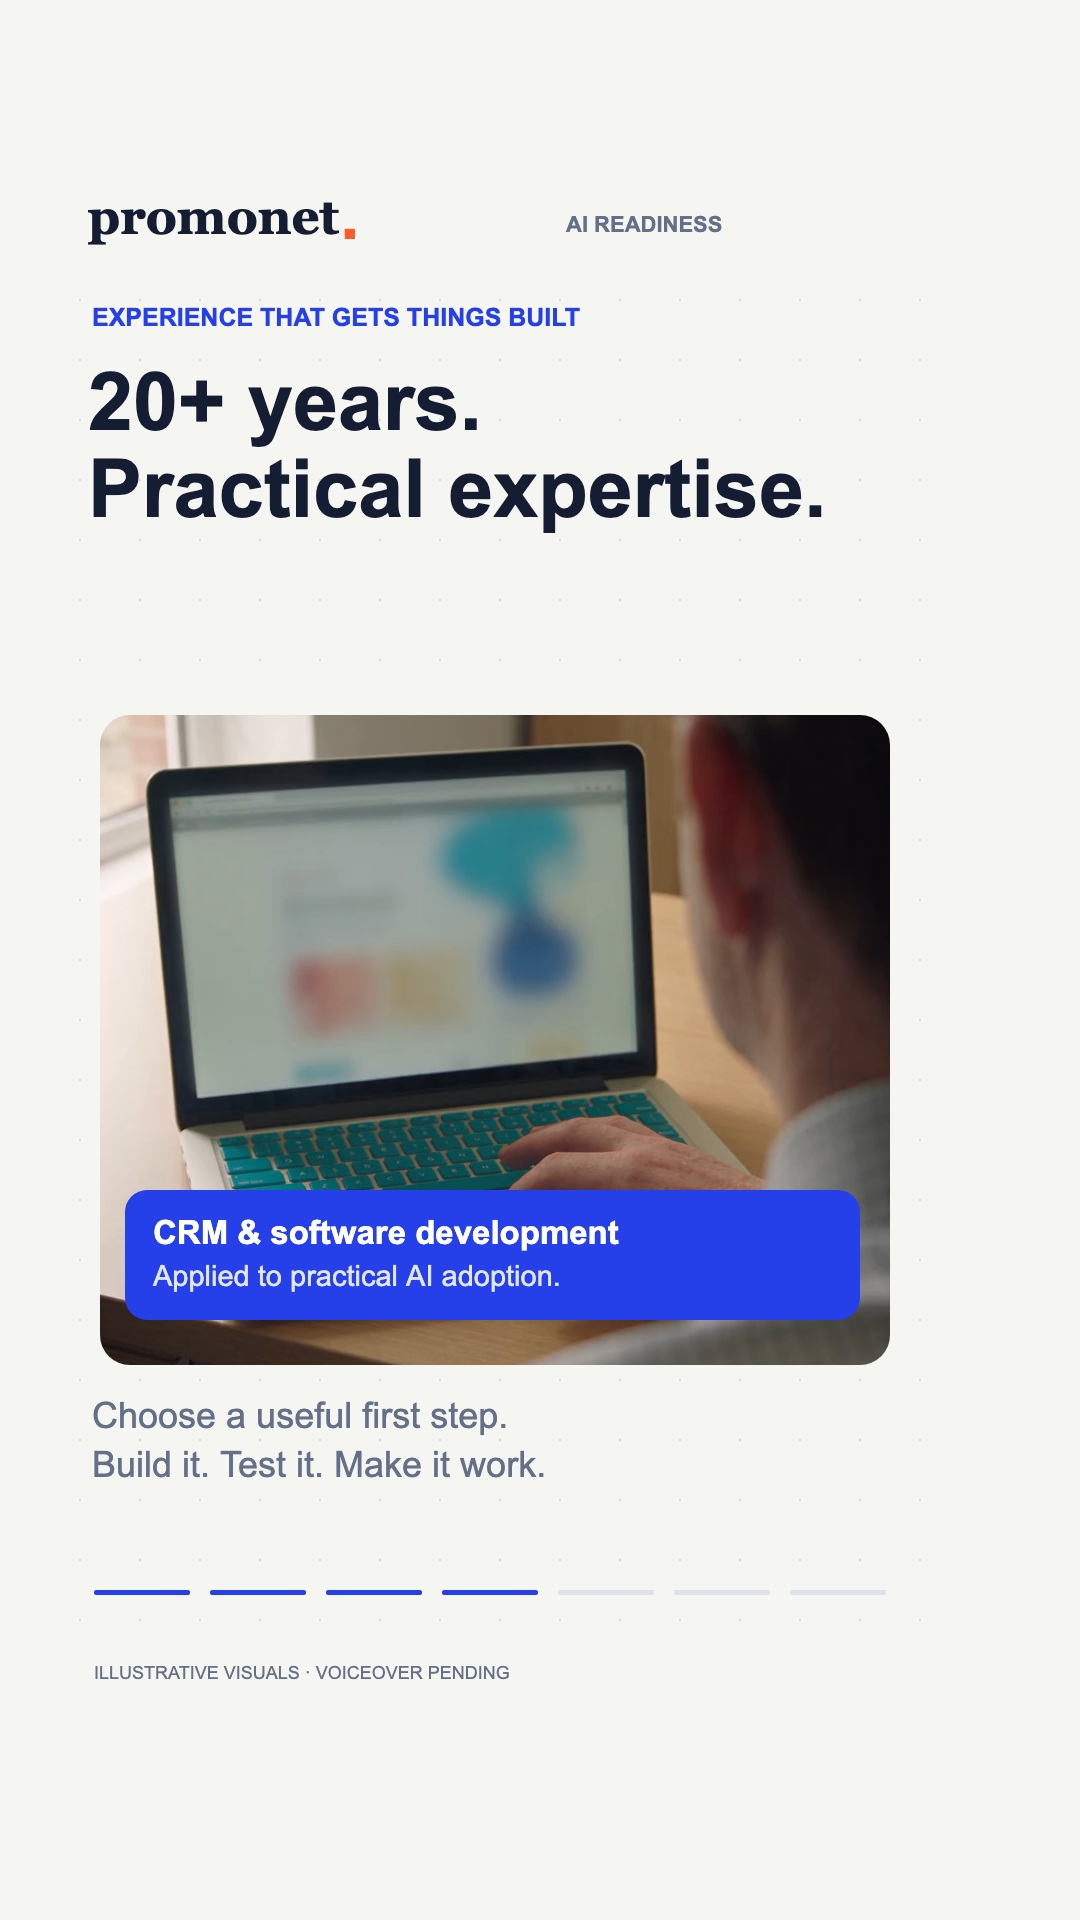 promonet.
AI READINESS
EXPERIENCE THAT GETS THINGS BUILT
20+ years.
Practical expertise.
CRM & software development
Applied to practical AI adoption.
Choose a useful first step.
Build it. Test it. Make it work.
ILLUSTRATIVE VISUALS · VOICEOVER PENDING